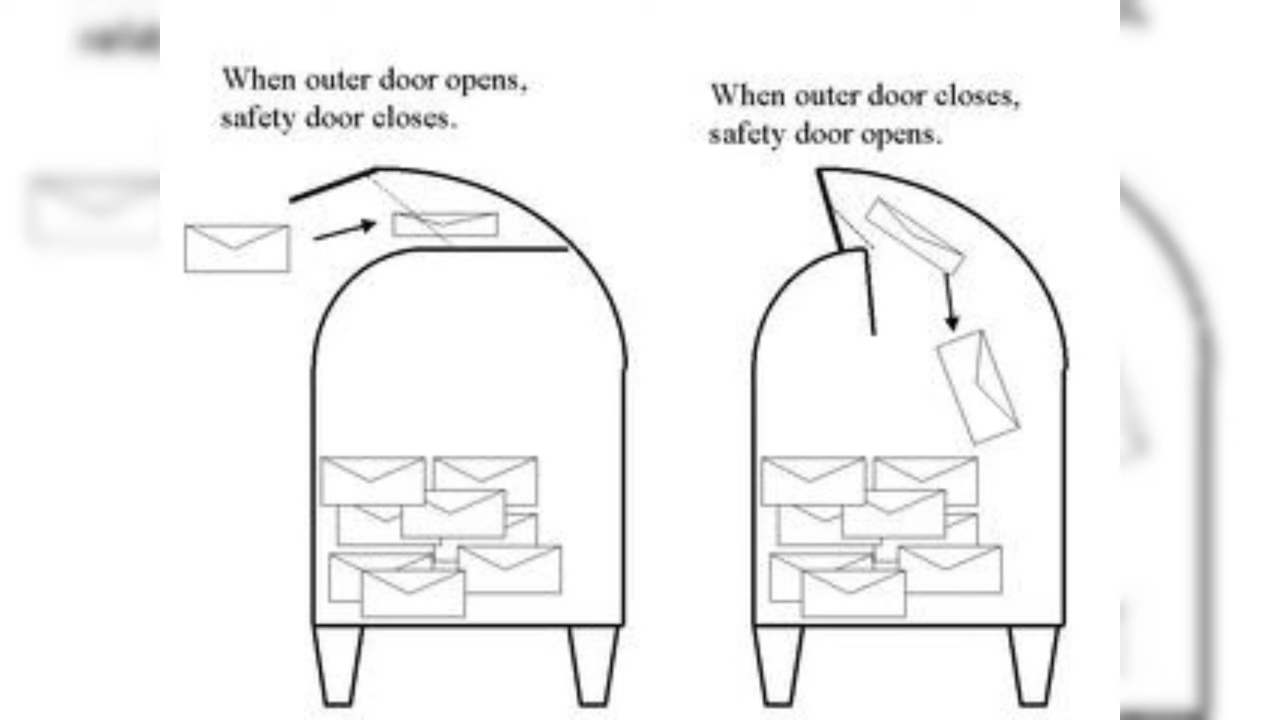 When outer door opens,
safety door closes.
When outer door closes,
safety door opens.